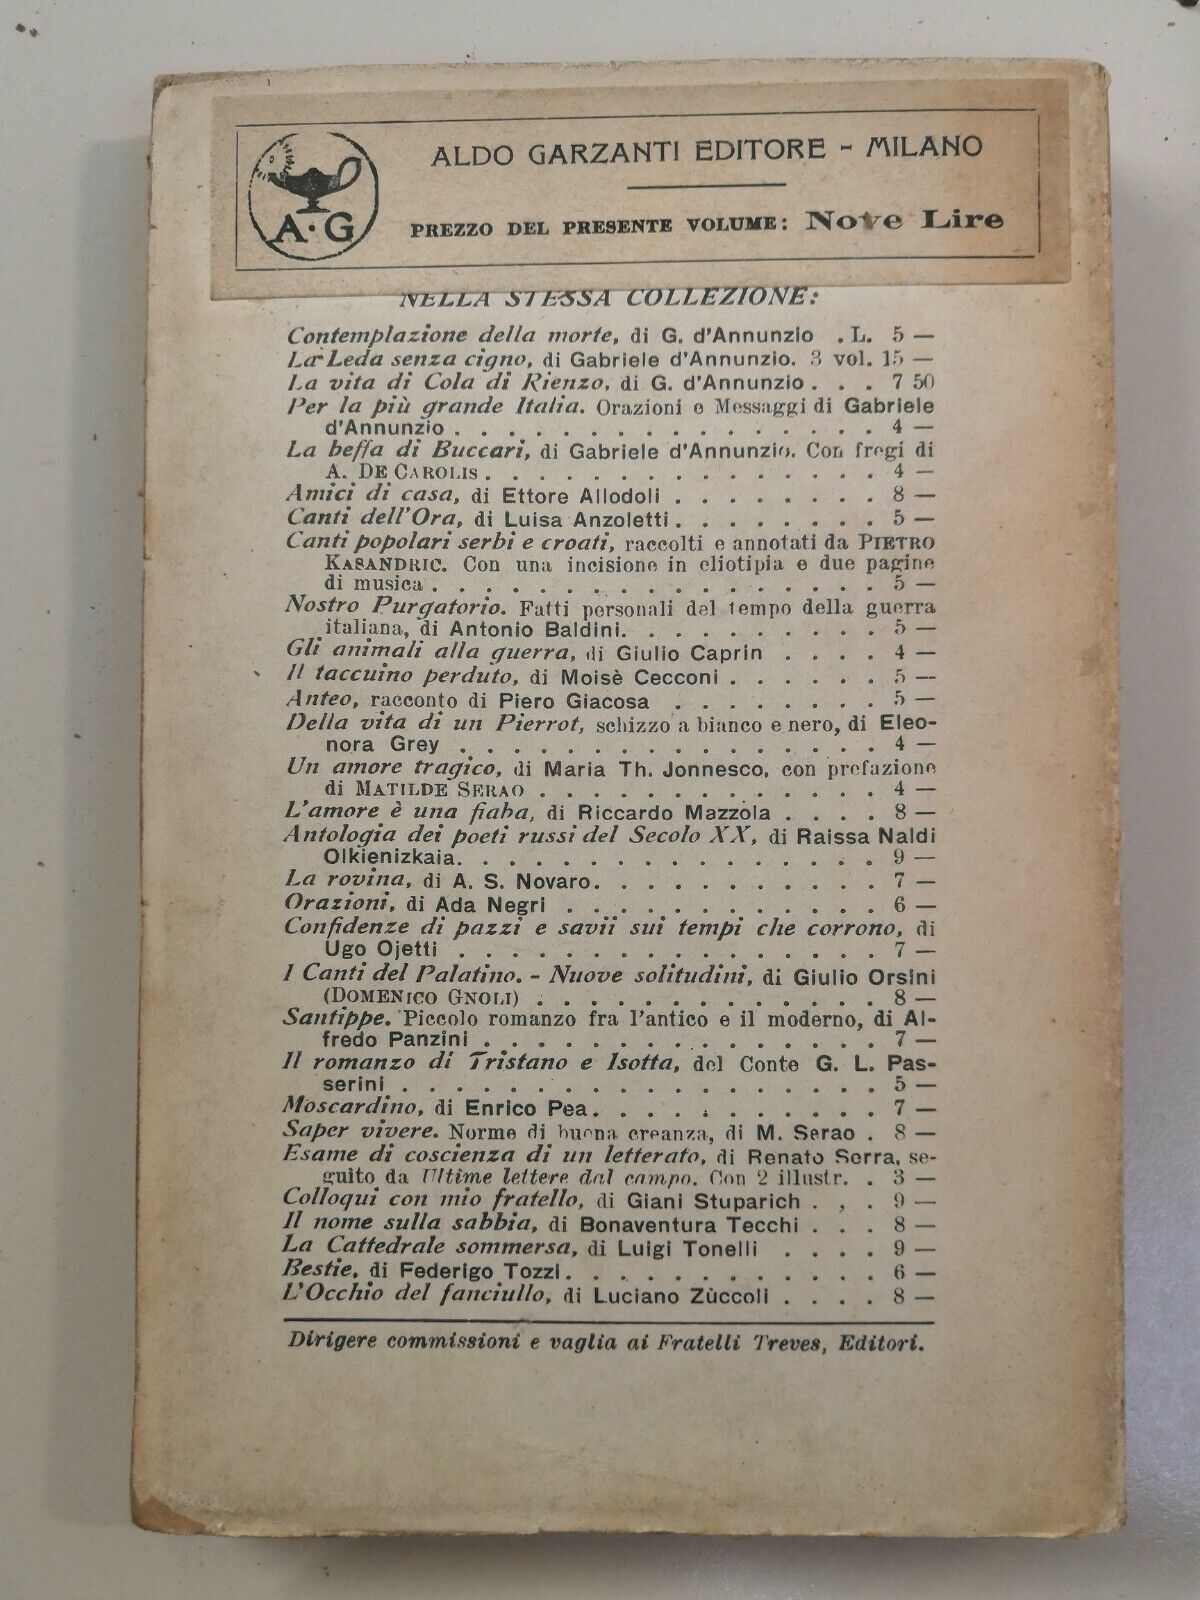 ALDO GARZANTI EDITORE - MILANO
A·G
PREZZO DEL PRESENTE VOLUME: Nove Lire
NELLA STESSA COLLEZIONE:
Contemplazione della morte, di G. d'Annunzio . L. 5 —
La Leda senza cigno, di Gabriele d'Annunzio. 3 vol. 15 —
La vita di Cola di Rienzo, di G. d'Annunzio . . . 7 50
Per la più grande Italia. Orazioni e Messaggi di Gabriele
d'Annunzio . . . . . . . . . . . . . . . . 4 —
La beffa di Buccari, di Gabriele d'Annunzio. Con fregi di
A. DE CAROLIS . . . . . . . . . . . . . . . 4 —
Amici di casa, di Ettore Allodoli . . . . . . . . 8 —
Canti dell'Ora, di Luisa Anzoletti . . . . . . . . 5 —
Canti popolari serbi e croati, raccolti e annotati da PIETRO
KASANDRIC. Con una incisione in eliotipia e due pagine
di musica . . . . . . . . . . . . . . . . . 5 —
Nostro Purgatorio. Fatti personali del tempo della guerra
italiana, di Antonio Baldini. . . . . . . . . . 5 —
Gli animali alla guerra, di Giulio Caprin . . . . 4 —
Il taccuino perduto, di Moisè Cecconi . . . . . . 5 —
Anteo, racconto di Piero Giacosa . . . . . . . . 5 —
Della vita di un Pierrot, schizzo a bianco e nero, di Eleo-
nora Grey . . . . . . . . . . . . . . . . 4 —
Un amore tragico, di Maria Th. Jonnesco, con prefazione
di MATILDE SERAO . . . . . . . . . . . . . 4 —
L'amore è una fiaba, di Riccardo Mazzola . . . . 8 —
Antologia dei poeti russi del Secolo XX, di Raissa Naldi
Olkienizkaia. . . . . . . . . . . . . . . . 9 —
La rovina, di A. S. Novaro. . . . . . . . . . . 7 —
Orazioni, di Ada Negri . . . . . . . . . . . . 6 —
Confidenze di pazzi e savii sui tempi che corrono, di
Ugo Ojetti . . . . . . . . . . . . . . . . 7 —
I Canti del Palatino. - Nuove solitudini, di Giulio Orsini
(DOMENICO GNOLI) . . . . . . . . . . . . . 8 —
Santippe. Piccolo romanzo fra l'antico e il moderno, di Al-
fredo Panzini . . . . . . . . . . . . . . . 7 —
Il romanzo di Tristano e Isotta, del Conte G. L. Pas-
serini . . . . . . . . . . . . . . . . . . 5 —
Moscardino, di Enrico Pea. . . . . . . . . . . 7 —
Saper vivere. Norme di buona creanza, di M. Serao . 8 —
Esame di coscienza di un letterato, di Renato Serra, se-
guìto da Ultime lettere dal campo. Con 2 illustr. . 3 —
Colloqui con mio fratello, di Giani Stuparich . , . 9 —
Il nome sulla sabbia, di Bonaventura Tecchi . . . 8 —
La Cattedrale sommersa, di Luigi Tonelli . . . . 9 —
Bestie, di Federigo Tozzi. . . . . . . . . . . . 6 —
L'Occhio del fanciullo, di Luciano Zùccoli . . . . 8 —
Dirigere commissioni e vaglia ai Fratelli Treves, Editori.